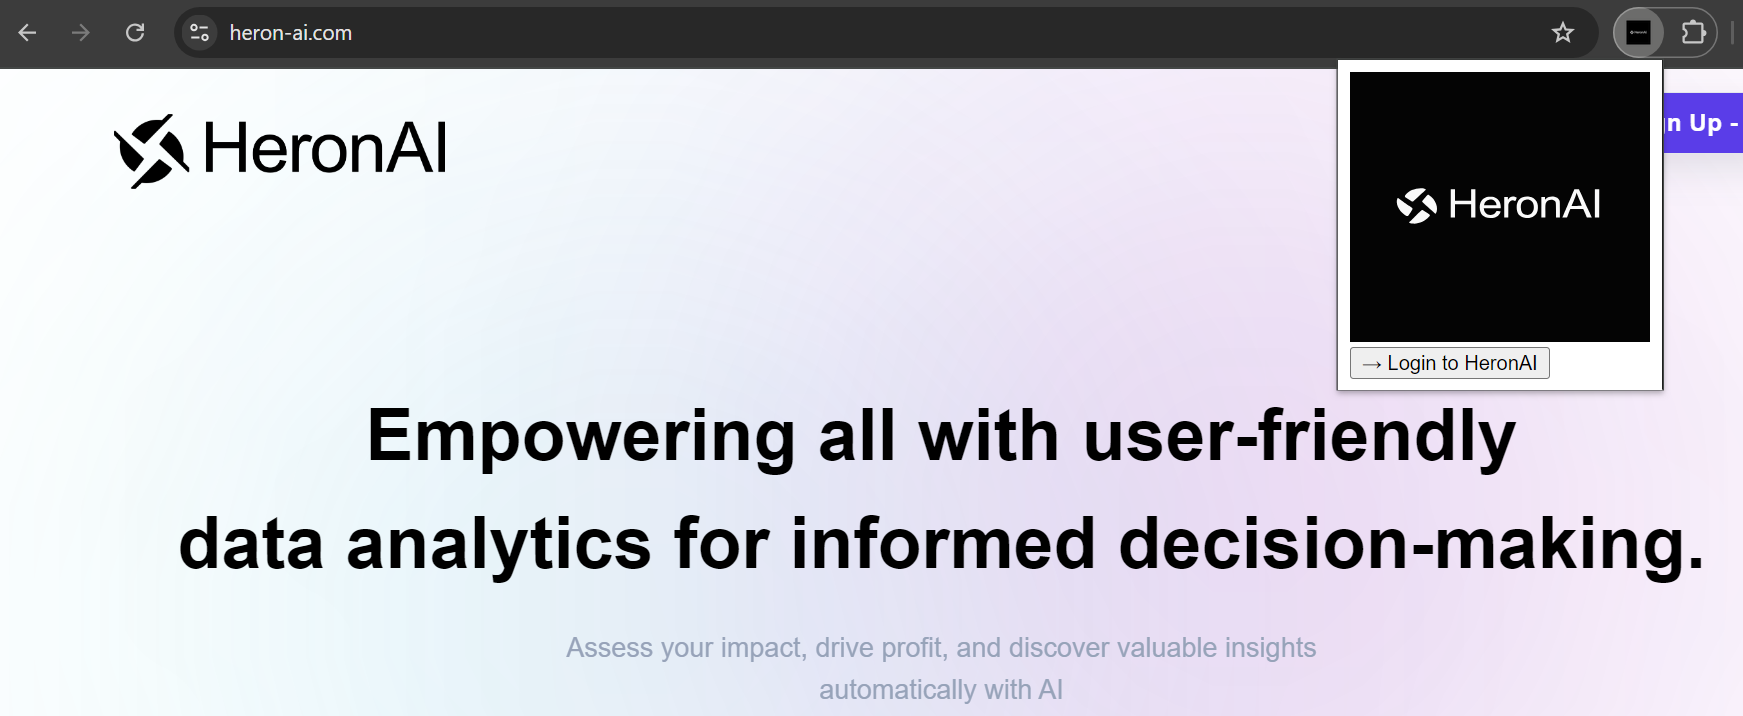 heron-ai.com
HeronAI
n Up -
HeronAI
→ Login to HeronAI
Empowering all with user-friendly
data analytics for informed decision-making.
Assess your impact, drive profit, and discover valuable insights
automatically with AI